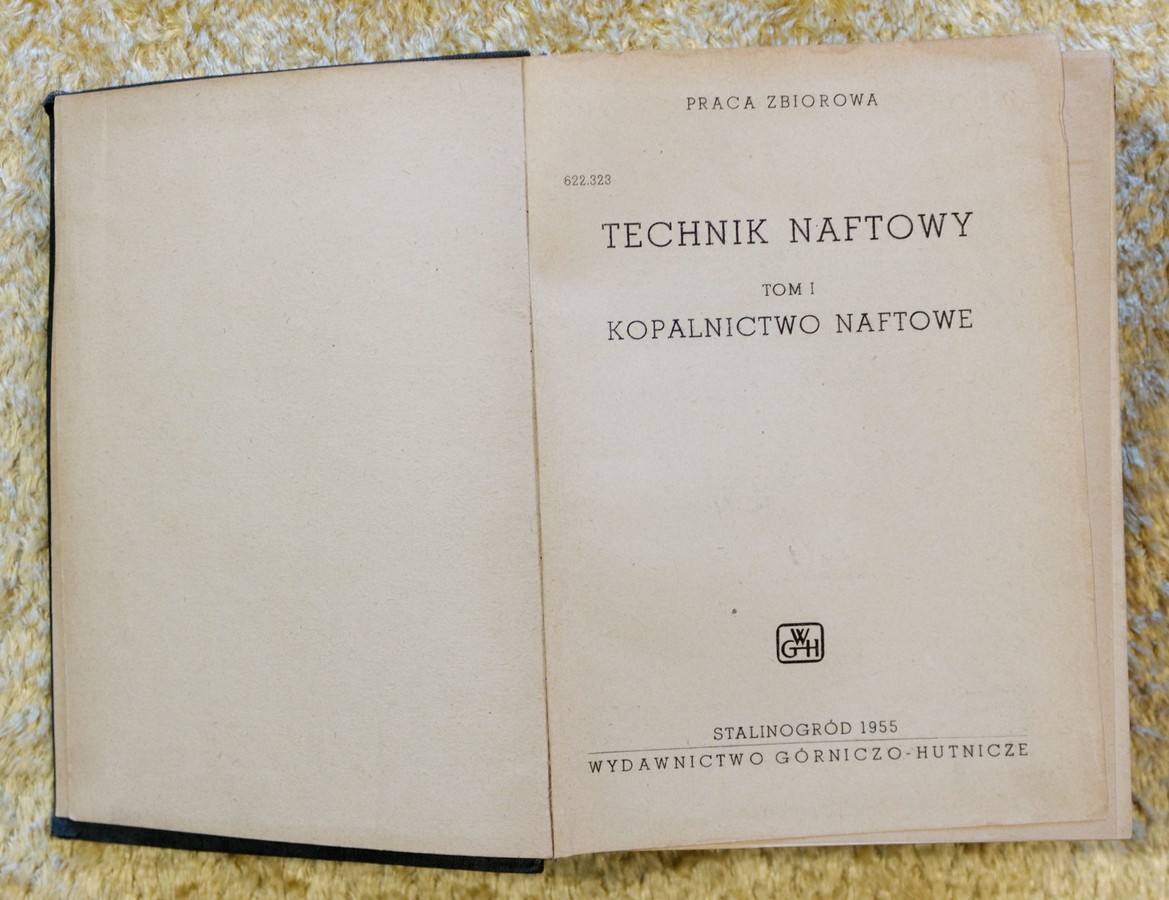 PRACA ZBIOROWA
622.323
TECHNIK NAFTOWY
TOM I
KOPALNICTWO NAFTOWE
WGH
STALINOGRÓD 1955
WYDAWNICTWO GÓRNICZO-HUTNICZE